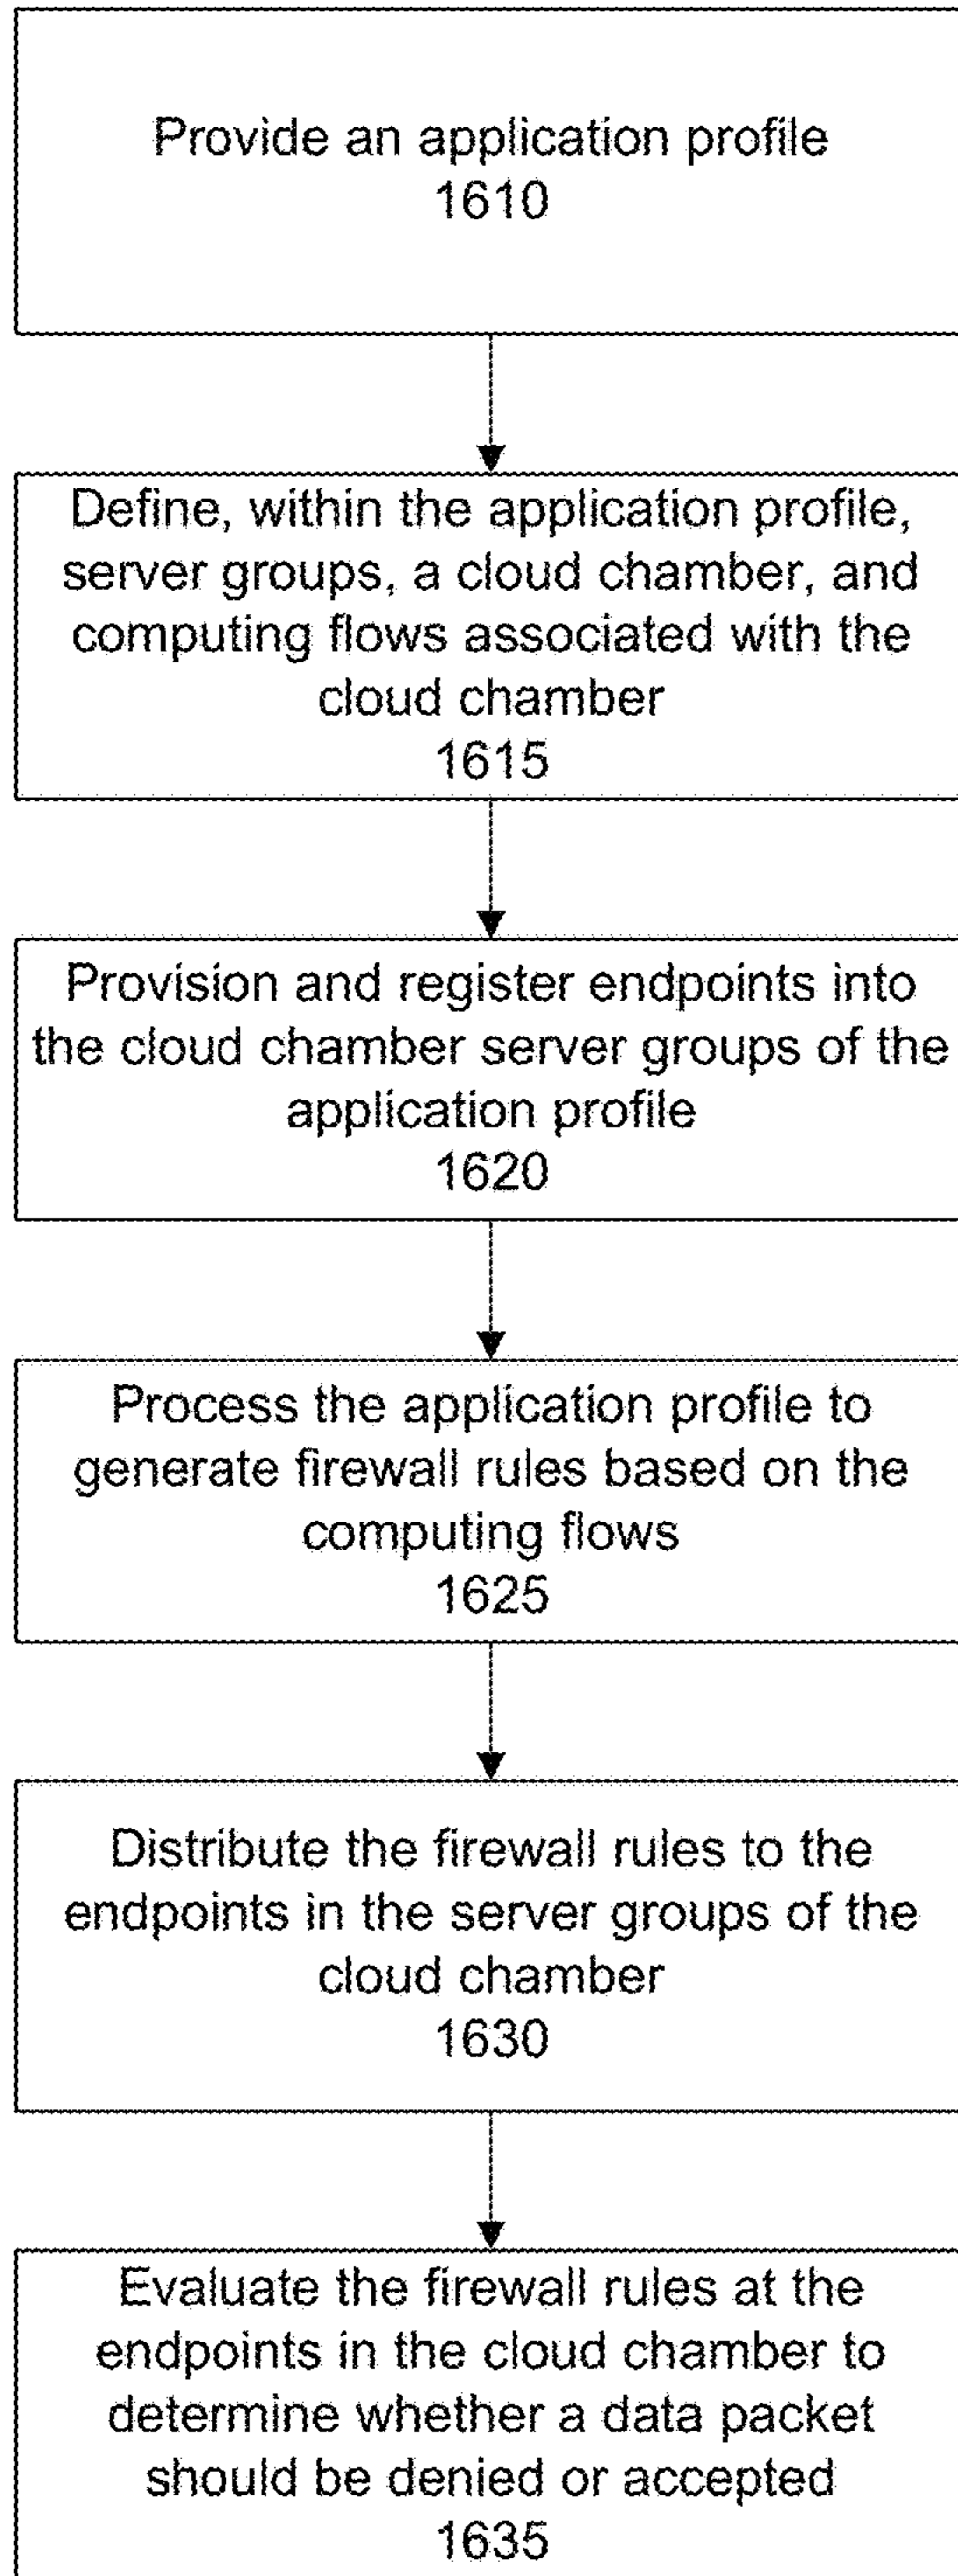 Provide an application profile
1610
Define, within the application profile,
server groups, a cloud chamber, and
computing flows associated with the
cloud chamber
1615
Provision and register endpoints into
the cloud chamber server groups of the
application profile
1620
Process the application profile to
generate firewall rules based on the
computing flows
1625
Distribute the firewall rules to the
endpoints in the server groups of the
cloud chamber
1630
Evaluate the firewall rules at the
endpoints in the cloud chamber to
determine whether a data packet
should be denied or accepted
1635